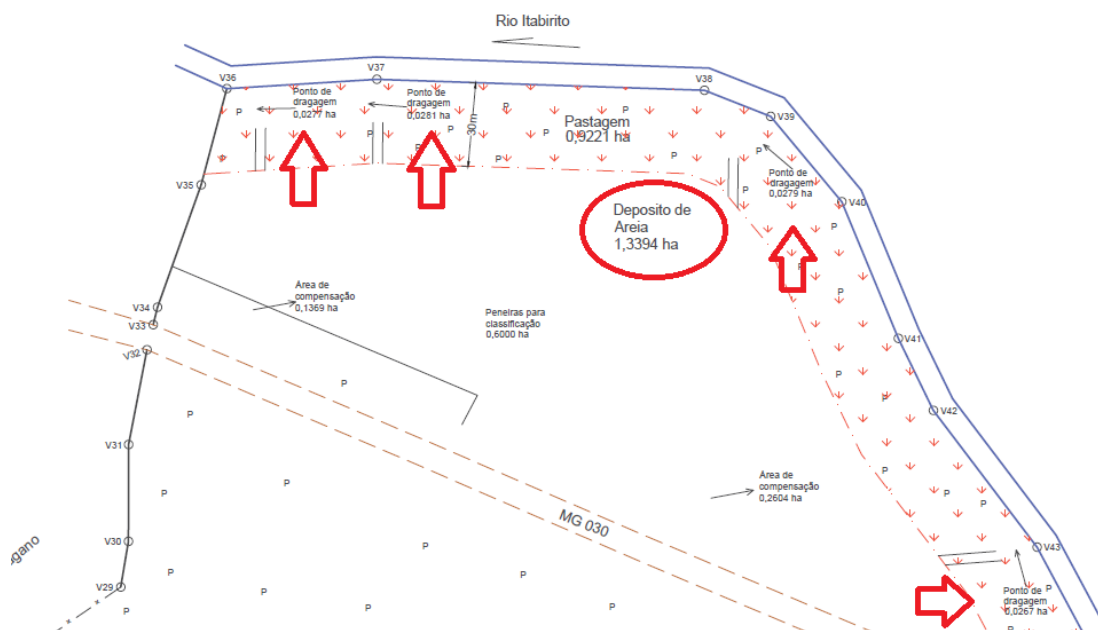 Rio Itabirito
V36
V37
V38
V39
Ponto de
dragagem
0,0277 ha
Ponto de
dragagem
0,0281 ha
30m
Pastagem
0,9221 ha
P
P
P
P
P
P
P
P
P
P
Ponto de
dragagem
0,0279 ha
V35
V40
Deposito de
Areia
1,3394 ha
P
P
P
P
Área de
compensação
0,1369 ha
V34
V33
V32
Peneiras para
classificação
0,6000 ha
V41
P
P
V42
P
V31
P
P
P
Área de
compensação
0,2604 ha
P
MG 030
P
V30
gano
V43
P
P
P
V29
P
P
P
P
Ponto de
dragagem
0,0267 ha
P
P